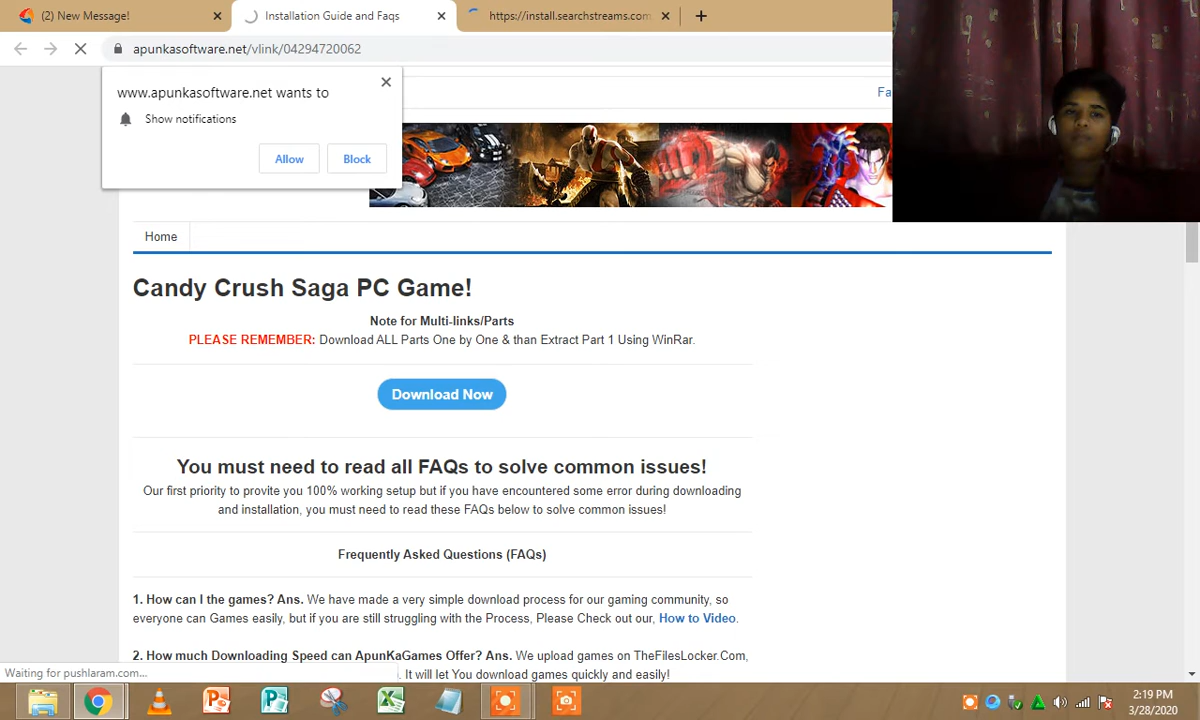 (2) New Message!
Installation Guide and Faqs
https://install.searchstreams.com
apunkasoftware.net/vlink/04294720062
www.apunkasoftware.net wants to
Show notifications
Allow Block
Fa
Home
Candy Crush Saga PC Game!
Note for Multi-links/Parts
PLEASE REMEMBER: Download ALL Parts One by One & than Extract Part 1 Using WinRar.
Download Now
You must need to read all FAQs to solve common issues!
Our first priority to provite you 100% working setup but if you have encountered some error during downloading
and installation, you must need to read these FAQs below to solve common issues!
Frequently Asked Questions (FAQs)
1. How can I the games? Ans. We have made a very simple download process for our gaming community, so
everyone can Games easily, but if you are still struggling with the Process, Please Check out our, How to Video.
2. How much Downloading Speed can ApunKaGames Offer? Ans. We upload games on TheFilesLocker.Com,
. It will let You download games quickly and easily!
Waiting for pushlaram.com...
2:19 PM
3/28/2020